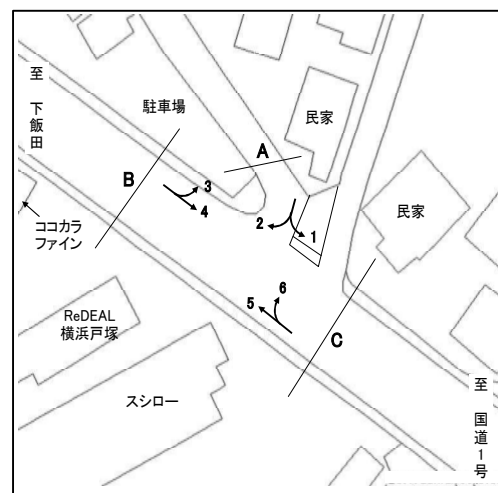 至
下
飯
田
駐車場
民家
A
B
3
4
2
1
民家
ココカラ
ファイン
5
6
C
ReDEAL
横浜戸塚
スシロー
至
国
道
1
号